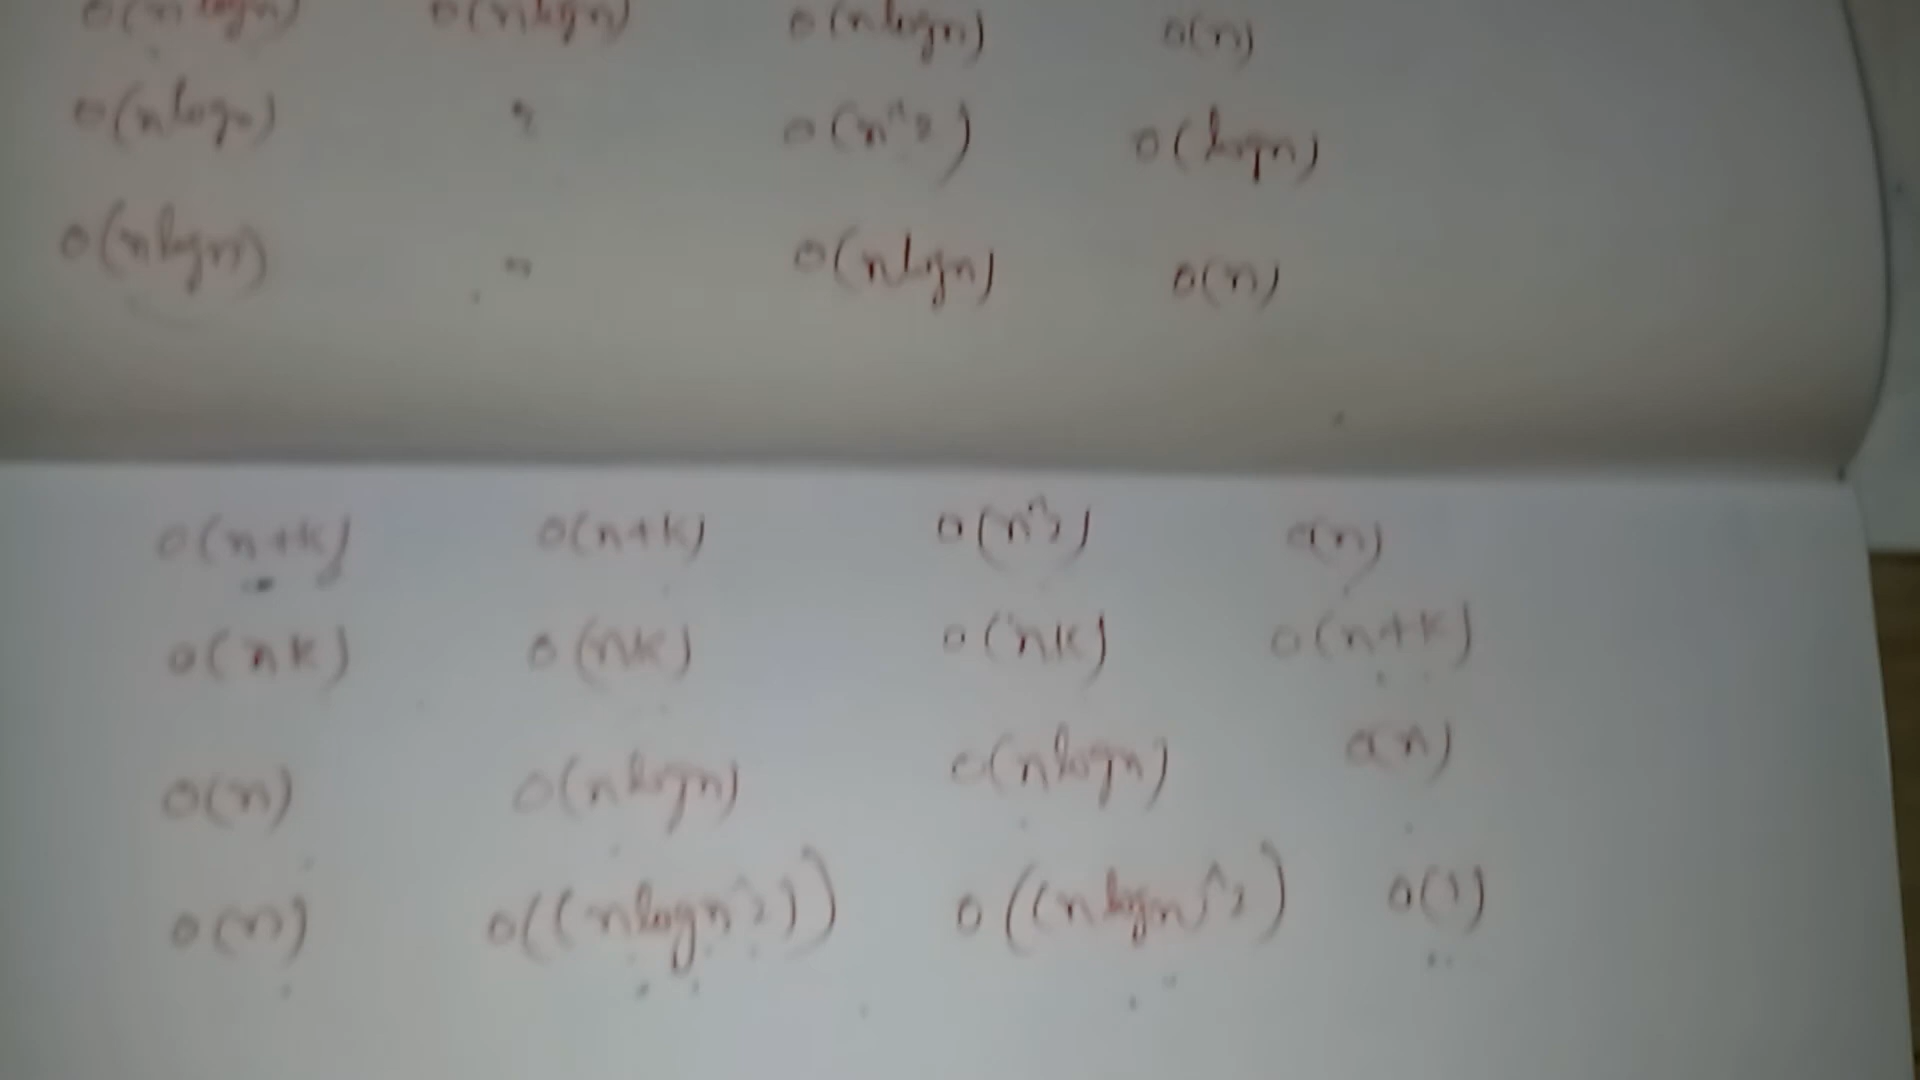 O(nlogn) O(nlogn) O(nlogn) O(n)
O(nlogn) " O(n^2) O(logn)
O(nlogn) " O(nlogn) O(n)
O(n+k) O(n+k) O(n^2) O(n)
O(nk) O(nk) O(nk) O(n+k)
O(n) O(nlogn) O(nlogn) O(n)
O(n) O((nlogn^2)) O((nlogn)^2) O(1)